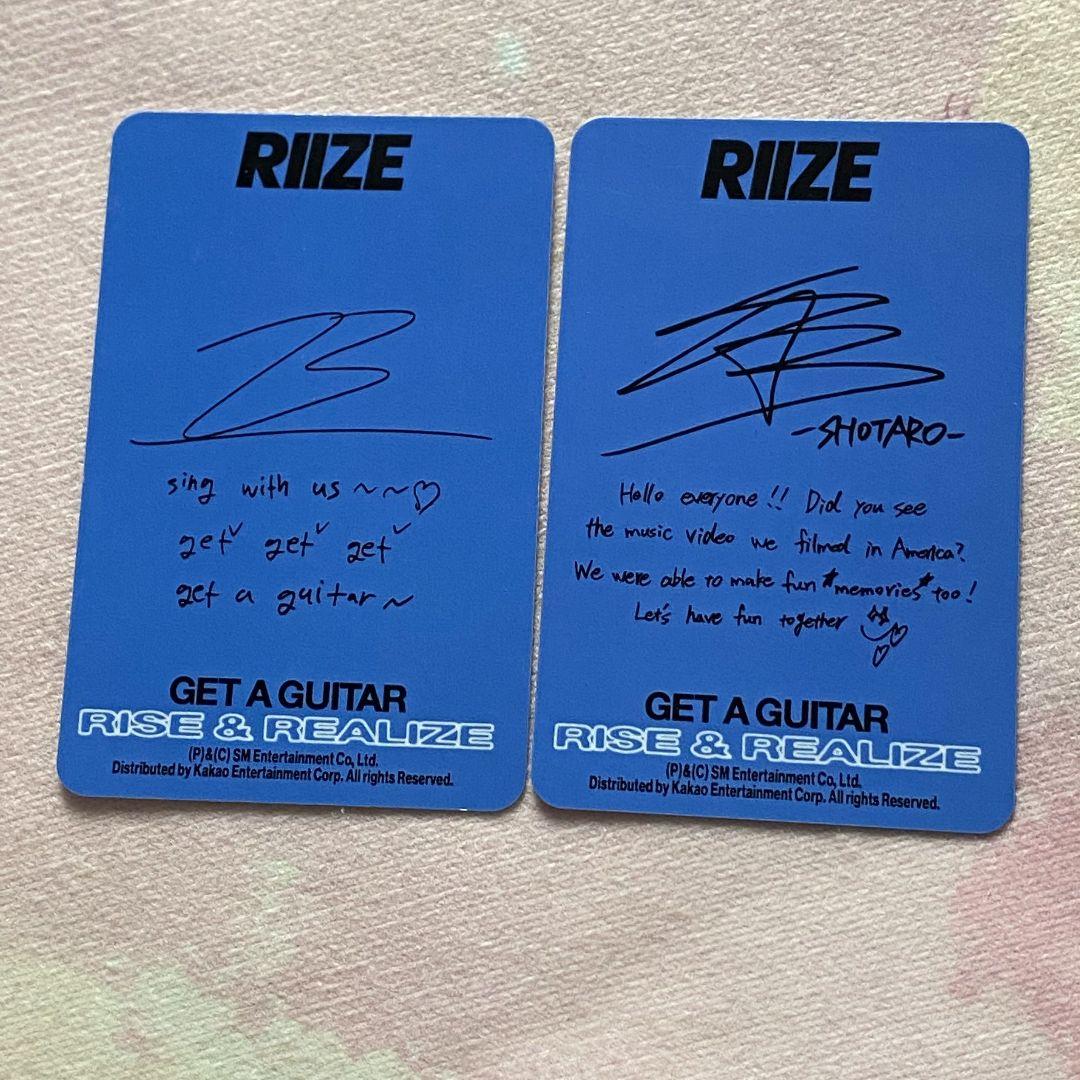 RIIZE
sing with us ~~♡
get✓ get✓ get✓
get a guitar~
GET A GUITAR
RISE & REALIZE
(P)&(C) SM Entertainment Co, Ltd.
Distributed by Kakao Entertainment Corp. All rights Reserved.
RIIZE
-SHOTARO-
Hello everyone!! Did you see
the music video we filmed in America?
We were able to make fun *memories* too!
Let's have fun together
GET A GUITAR
RISE & REALIZE
(P)&(C) SM Entertainment Co, Ltd.
Distributed by Kakao Entertainment Corp. All rights Reserved.